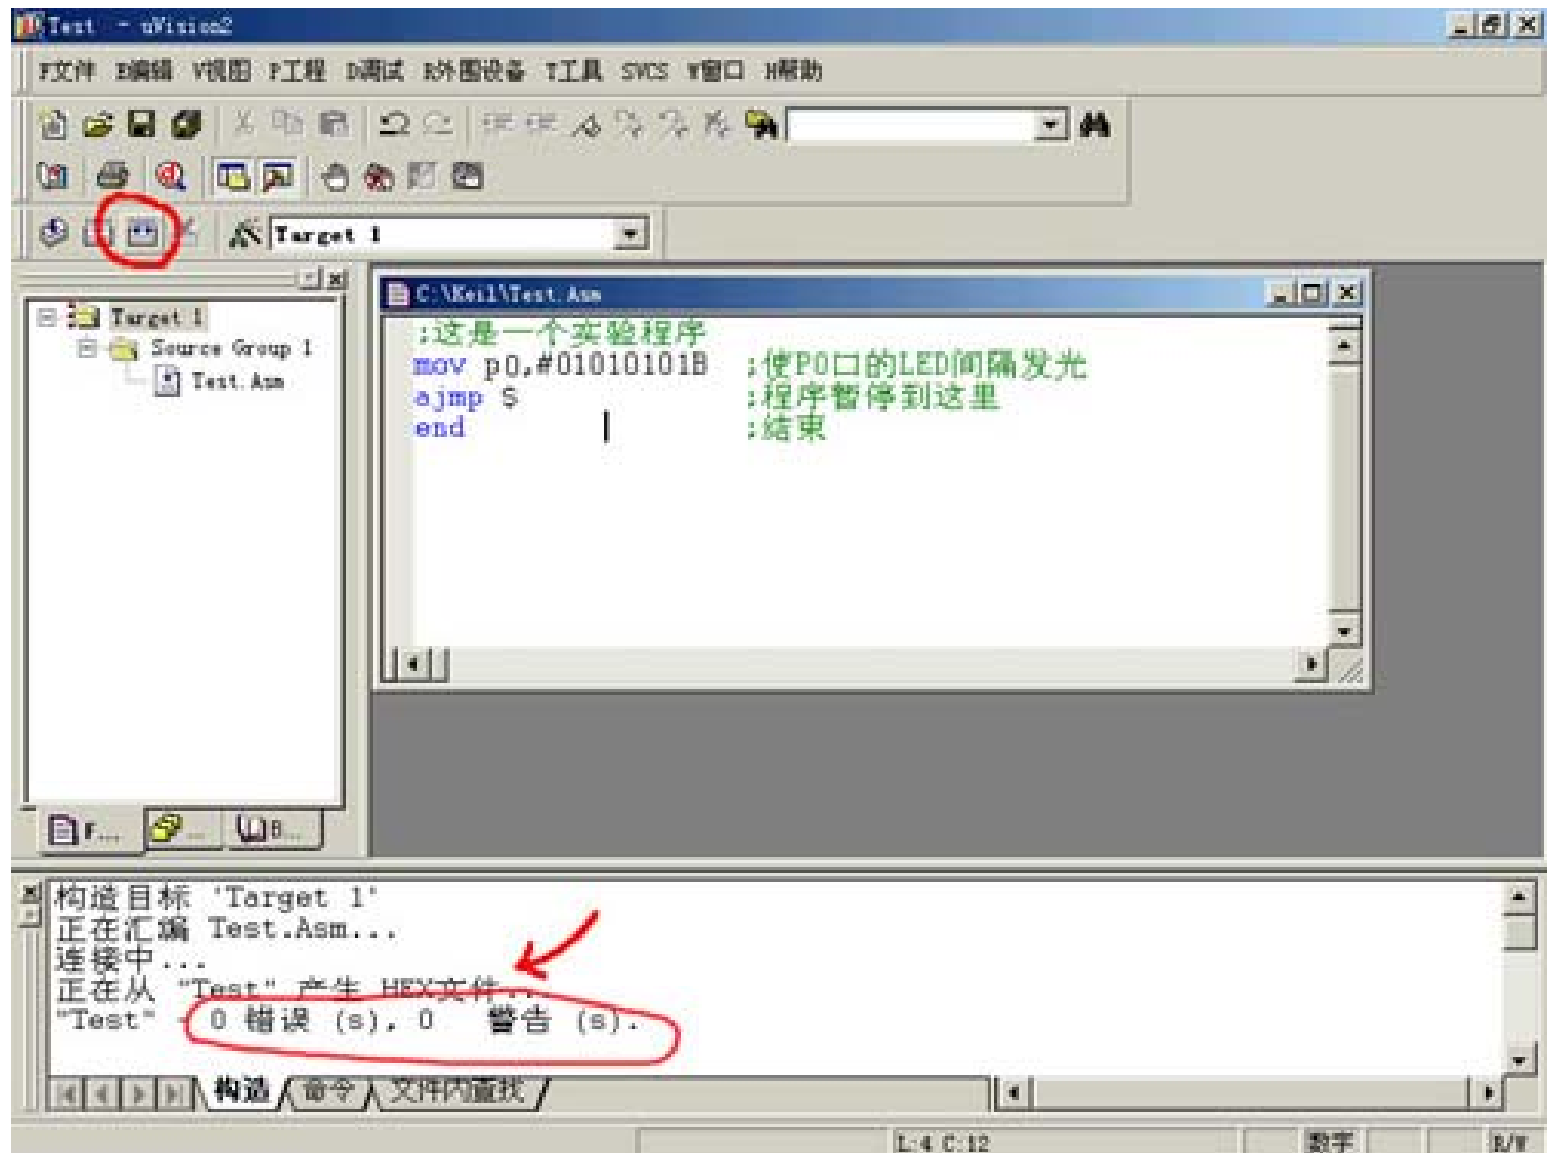 Test - uVision2
F文件 E编辑 V视图 P工程 D调试 R外围设备 T工具 SVCS W窗口 H帮助
Target 1
Target 1
Source Group 1
Test.Asm
F...
...
B...
C:\Keil\Test.Asm
;这是一个实验程序
mov p0,#01010101B ;使P0口的LED间隔发光
ajmp $ ;程序暂停到这里
end ;结束
构造目标 'Target 1'
正在汇编 Test.Asm...
连接中...
正在从 "Test" 产生 HEX文件...
"Test" - 0 错误 (s), 0 警告 (s).
构造 命令 文件内查找
L:4 C:12 数字 R/W